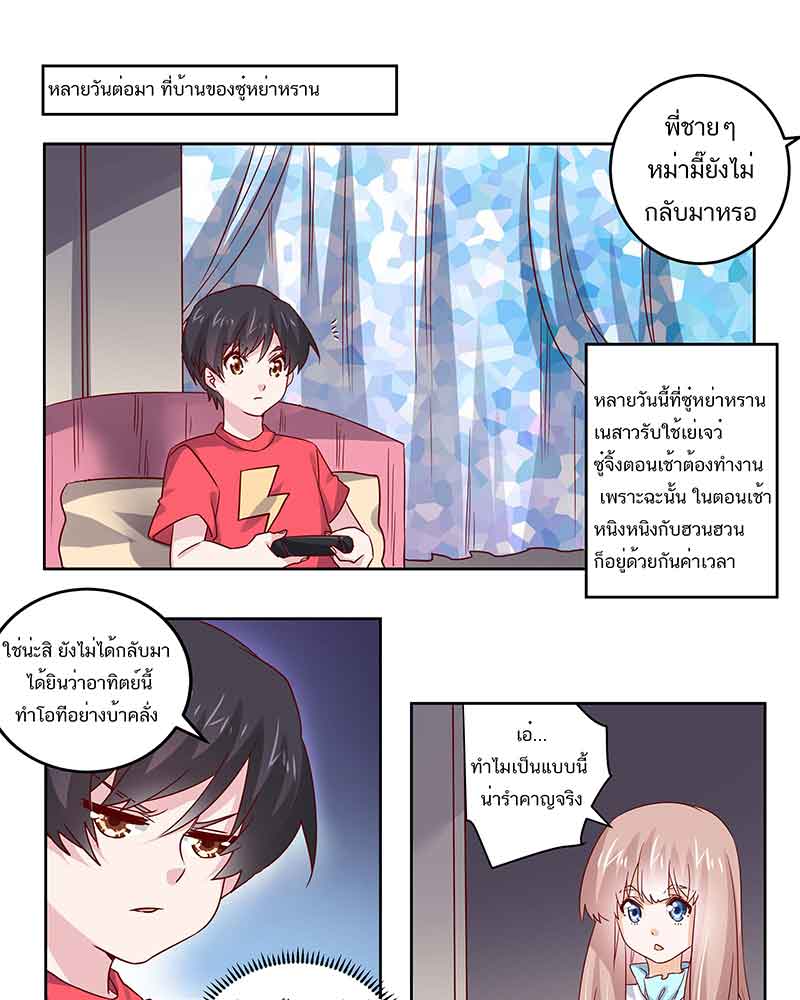 หลายวันต่อมา ที่บ้านของซู๋หย่าหราน
พี่ชายๆ
หม่ามี๊ยังไม่
กลับมาหรอ
หลายวันนี้ที่ซู๋หย่าหราน
เนสาวรับใช้เย่เจว๋
ซู๋จิ้งตอนเช้าต้องทำงาน
เพราะฉะนั้น ในตอนเช้า
หนิงหนิงกับฮวนฮวน
ก็อยู่ด้วยกันค่าเวลา
ใช่น่ะสิ ยังไม่ได้กลับมา
ได้ยินว่าอาทิตย์นี้
ทำโอทีอย่างบ้าคลั่ง
เอ๋...
ทำไมเป็นแบบนี้
น่ารำคาญจริง